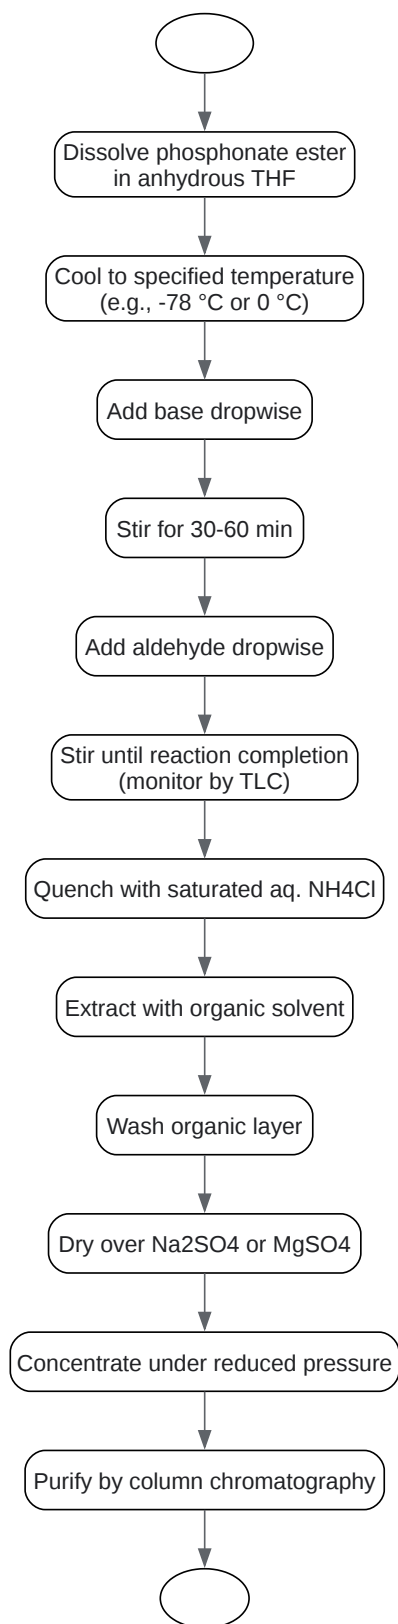 Dissolve phosphonate ester
in anhydrous THF
Cool to specified temperature
(e.g., -78 °C or 0 °C)
Add base dropwise
Stir for 30-60 min
Add aldehyde dropwise
Stir until reaction completion
(monitor by TLC)
Quench with saturated aq. NH4Cl
Extract with organic solvent
Wash organic layer
Dry over Na2SO4 or MgSO4
Concentrate under reduced pressure
Purify by column chromatography